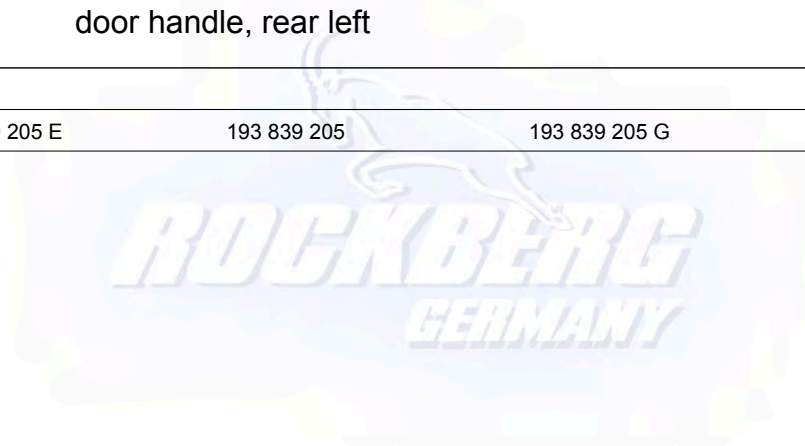 door handle, rear left
205 E 193 839 205 193 839 205 G
ROCKBERG
GERMANY